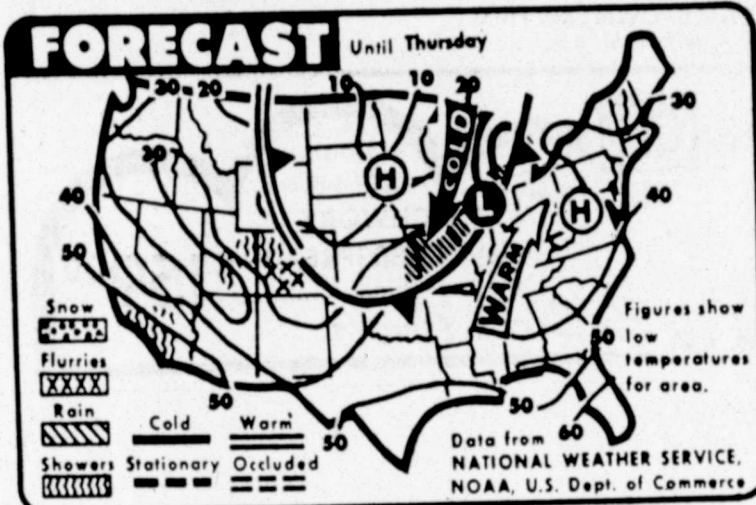 FORECAST Until Thursday
30 20 10 10 20 30
30
COLD
H
L
H
40 40
50
WARM
Snow
Flurries
Rain
Showers
Cold Warm
Stationary Occluded
50 50 50 50 60
Figures show
low
temperatures
for area.
Data from
NATIONAL WEATHER SERVICE,
NOAA, U.S. Dept. of Commerce